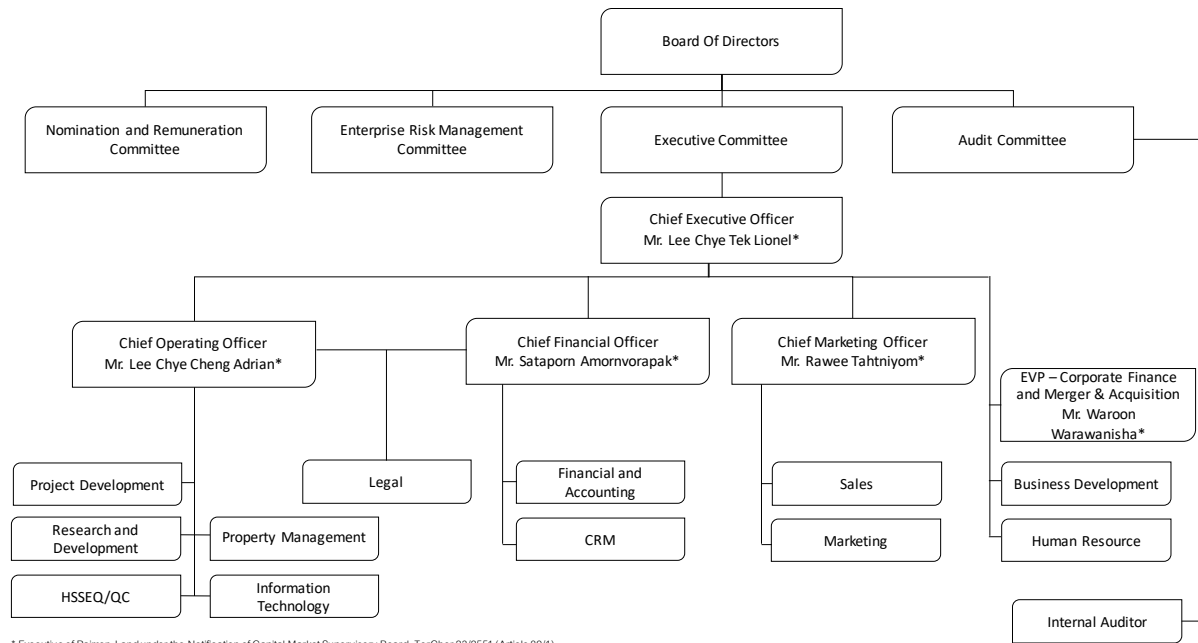 Board Of Directors
Nomination and Remuneration
Committee
Enterprise Risk Management
Committee
Executive Committee
Audit Committee
Chief Executive Officer
Mr. Lee Chye Tek Lionel*
Chief Operating Officer
Mr. Lee Chye Cheng Adrian*
Chief Financial Officer
Mr. Sataporn Amornvorapak*
Chief Marketing Officer
Mr. Rawee Tahtniyom*
EVP – Corporate Finance
and Merger & Acquisition
Mr. Waroon
Warawanisha*
Project Development
Legal
Financial and
Accounting
Sales
Business Development
Research and
Development
Property Management
CRM
Marketing
Human Resource
HSSEQ/QC
Information
Technology
Internal Auditor